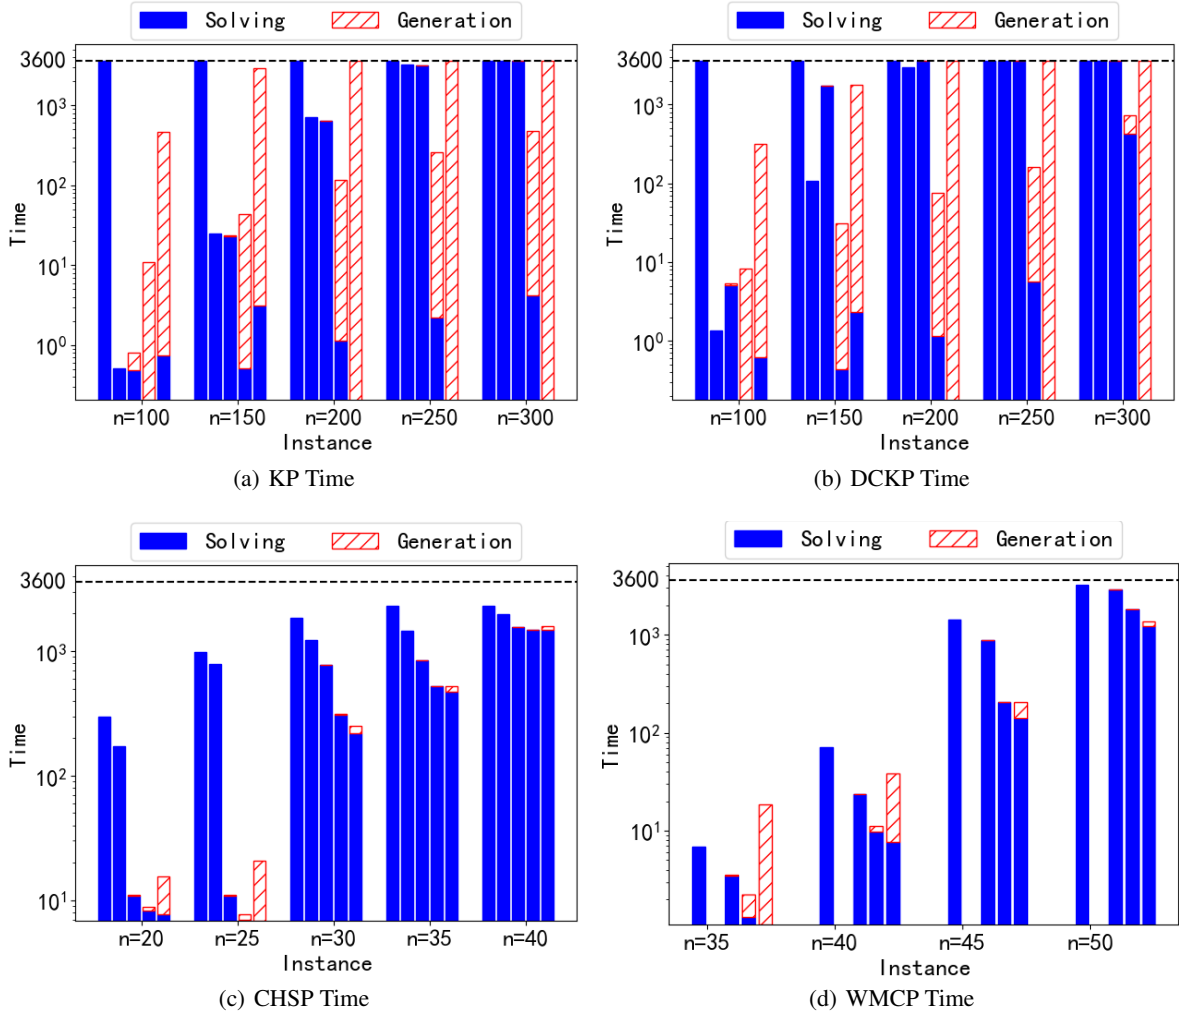 Solving Generation
3600
10^3
10^2
10^1
10^0
Time
n=100 n=150 n=200 n=250 n=300
Instance
(a) KP Time
Solving Generation
3600
10^3
10^2
10^1
10^0
Time
n=100 n=150 n=200 n=250 n=300
Instance
(b) DCKP Time
Solving Generation
3600
10^3
10^2
10^1
Time
n=20 n=25 n=30 n=35 n=40
Instance
(c) CHSP Time
Solving Generation
3600
10^3
10^2
10^1
Time
n=35 n=40 n=45 n=50
Instance
(d) WMCP Time